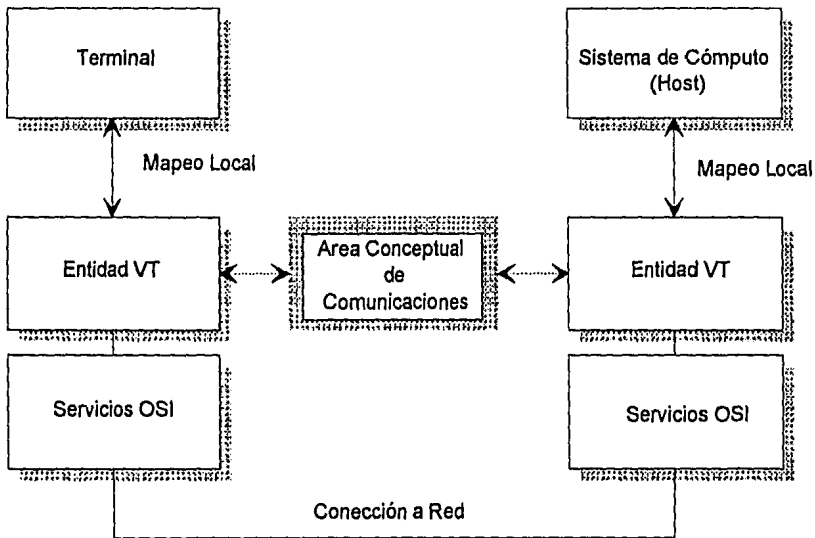 Terminal
Sistema de Cómputo
(Host)
Mapeo Local
Mapeo Local
Entidad VT
Area Conceptual
de
Comunicaciones
Entidad VT
Servicios OSI
Servicios OSI
Conección a Red